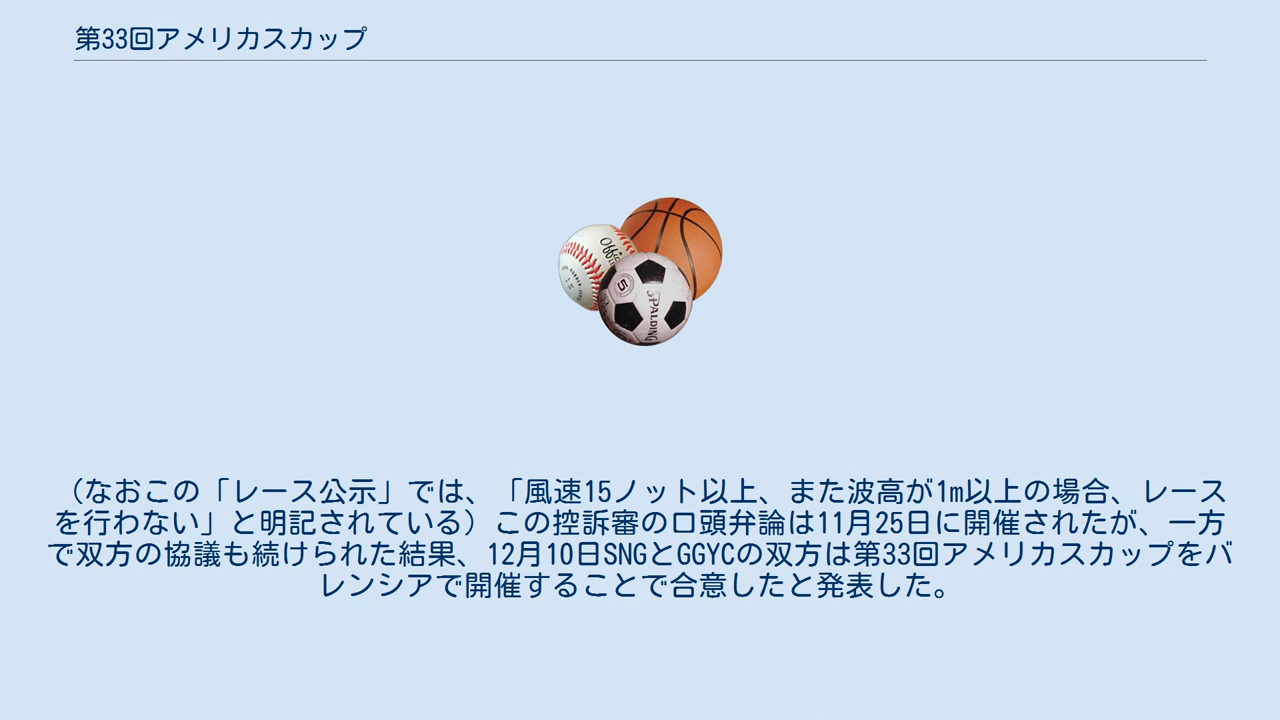 第33回アメリカスカップ
Official
5
SPALDING
（なおこの「レース公示」では、「風速15ノット以上、また波高が1m以上の場合、レース
を行わない」と明記されている）この控訴審の口頭弁論は11月25日に開催されたが、一方
で双方の協議も続けられた結果、12月10日SNGとGGYCの双方は第33回アメリカスカップをバ
レンシアで開催することで合意したと発表した。